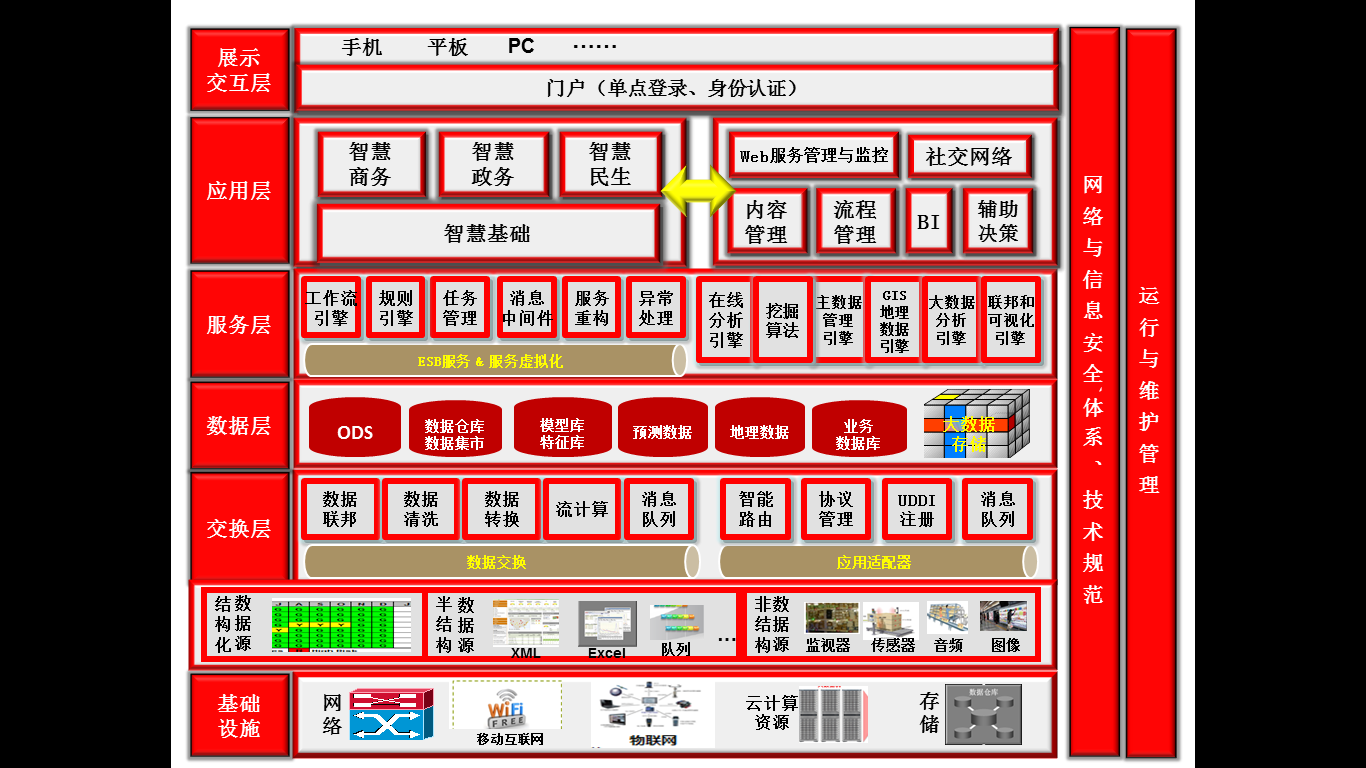 展示
交互层
手机 平板 PC ……
门户（单点登录、身份认证）
应用层
智慧
商务
智慧
政务
智慧
民生
智慧基础
Web服务管理与监控
社交网络
内容
管理
流程
管理
BI
辅助
决策
服务层
工作流
引擎
规则
引擎
任务
管理
消息
中间件
服务
重构
异常
处理
ESB服务 & 服务虚拟化
在线
分析
引擎
挖掘
算法
主数据
管理
引擎
GIS
地理
数据
引擎
大数据
分析
引擎
联邦和
可视化
引擎
数据层
ODS
数据仓库
数据集市
模型库
特征库
预测数据
地理数据
业务
数据库
大数据
存储
交换层
数据
联邦
数据
清洗
数据
转换
流计算
消息
队列
数据交换
智能
路由
协议
管理
UDDI
注册
消息
队列
应用适配器
结构化
数据源
J A S O N D J
半结构
数据源
XML
Excel
队列
...
非结构
数据源
监视器
传感器
音频
图像
基础
设施
网络
WiFi
FREE
移动互联网
物联网
云计算
资源
存储
数据仓库
网络与信息安全体系、技术规范
运行与维护管理